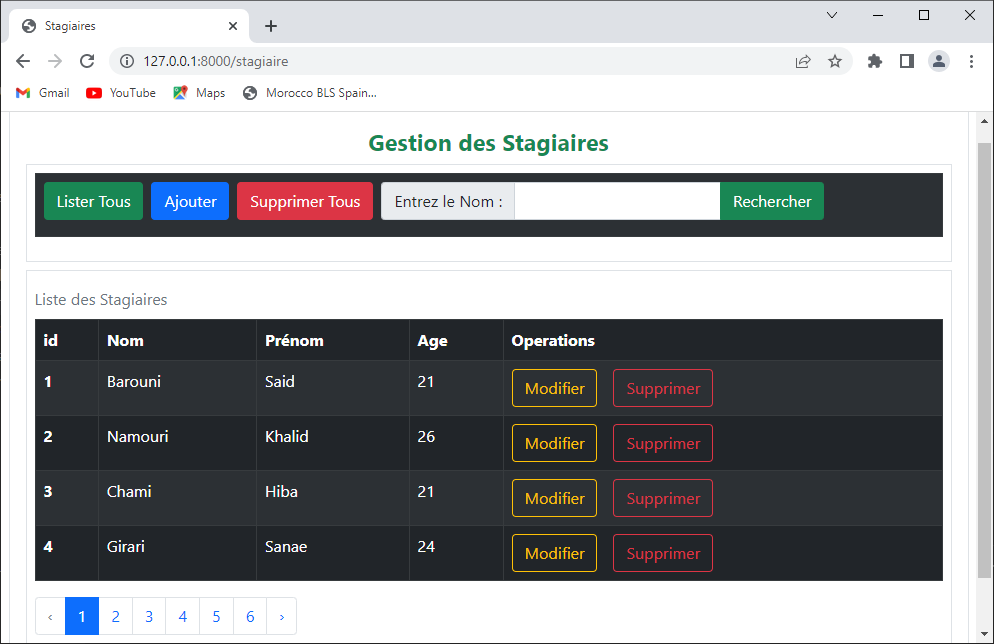 Stagiaires
127.0.0.1:8000/stagiaire
Gmail YouTube Maps Morocco BLS Spain...
Gestion des Stagiaires
Lister Tous Ajouter Supprimer Tous Entrez le Nom : Rechercher
Liste des Stagiaires
id Nom Prénom Age Operations
1 Barouni Said 21 Modifier Supprimer
2 Namouri Khalid 26 Modifier Supprimer
3 Chami Hiba 21 Modifier Supprimer
4 Girari Sanae 24 Modifier Supprimer
‹ 1 2 3 4 5 6 ›